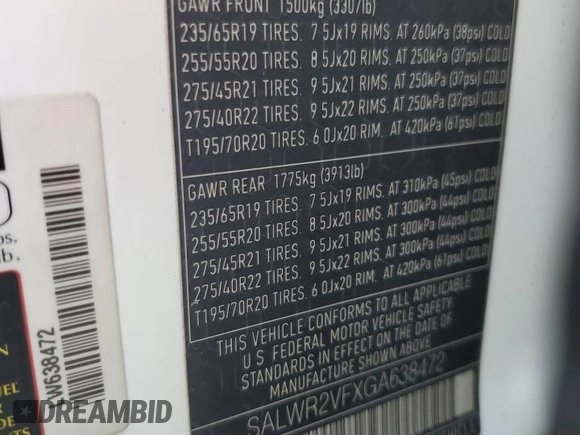 GAWR FRONT 1500kg (3307lb)
235/65R19 TIRES. 7 5Jx19 RIMS. AT 260kPa (38psi) COLD
255/55R20 TIRES. 8 5Jx20 RIMS. AT 250kPa (37psi) COLD
275/45R21 TIRES. 9 5Jx21 RIMS. AT 250kPa (37psi) COLD
275/40R22 TIRES. 9 5Jx22 RIMS. AT 250kPa (37psi) COLD
T195/70R20 TIRES. 6 0Jx20 RIM. AT 420kPa (61psi) COLD
GAWR REAR 1775kg (3913lb)
235/65R19 TIRES. 7 5Jx19 RIMS. AT 310kPa (45psi) COLD
255/55R20 TIRES. 8 5Jx20 RIMS. AT 300kPa (44psi) COLD
275/45R21 TIRES. 9 5Jx21 RIMS. AT 300kPa (44psi) COLD
275/40R22 TIRES. 9 5Jx22 RIMS. AT 300kPa (44psi) COLD
T195/70R20 TIRES. 6 0Jx20 RIM. AT 420kPa (61psi) COLD
THIS VEHICLE CONFORMS TO ALL APPLICABLE
U S FEDERAL MOTOR VEHICLE SAFETY
STANDARDS IN EFFECT ON THE DATE OF
MANUFACTURE SHOWN ABOVE
SALWR2VFXGA638472
W638472
DREAMBID